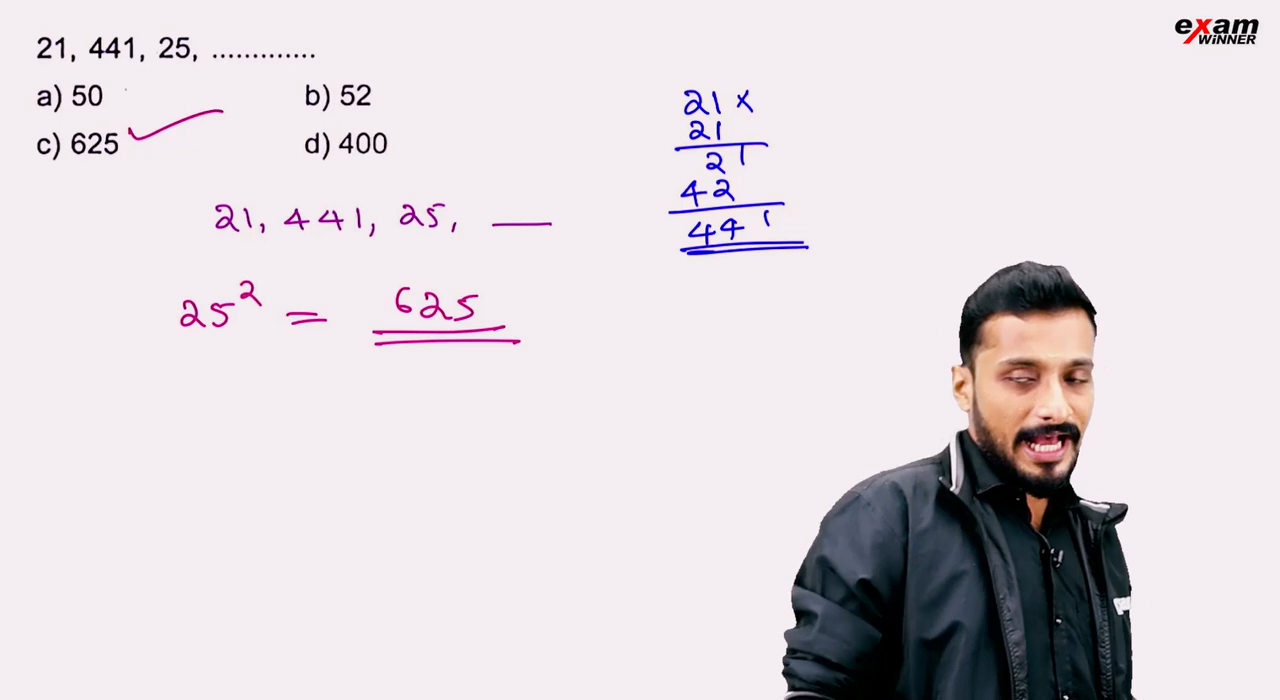 exam
WiNNER
21, 441, 25, .............
a) 50 b) 52
c) 625 d) 400
21 ×
21
21
42
441
21, 441, 25, __
25² = 625